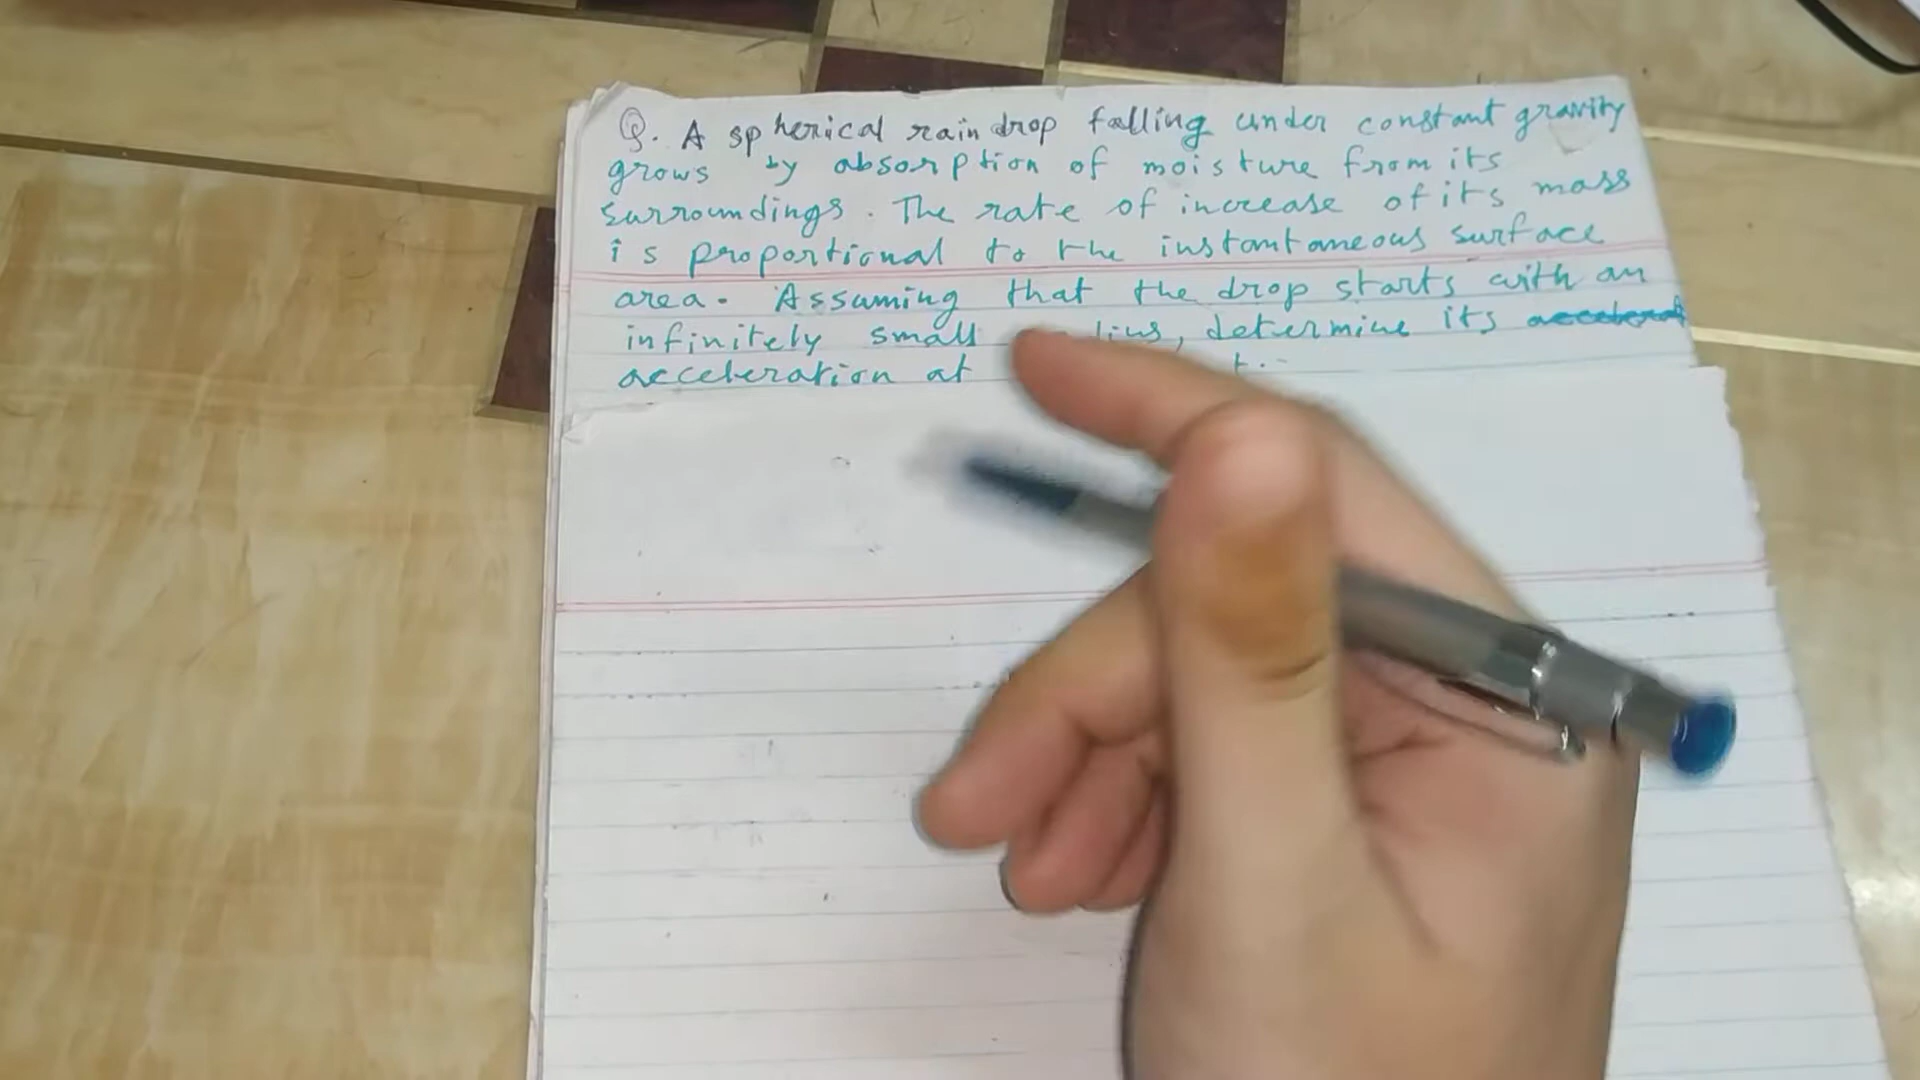 Q. A spherical rain drop falling under constant gravity
grows by absorption of moisture from its
surroundings. The rate of increase of its mass
is proportional to the instantaneous surface
area. Assuming that the drop starts with an
infinitely small determine its
acceleration at